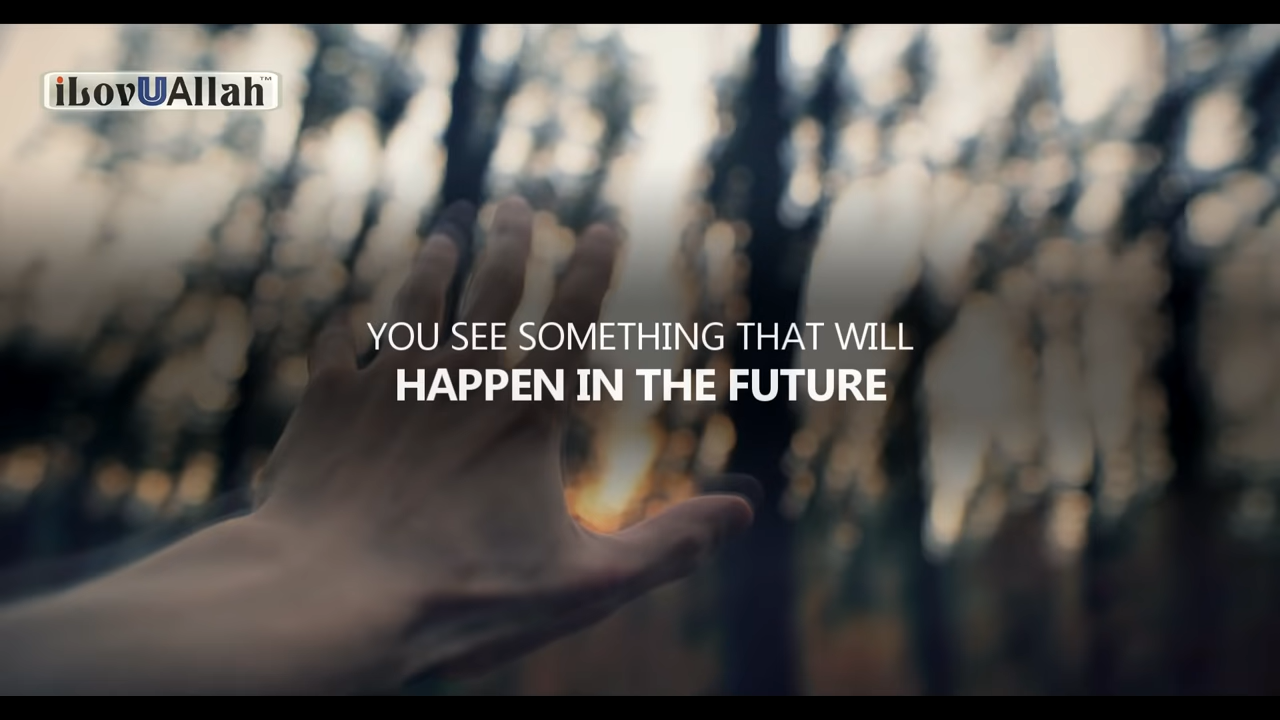 iLovUAllah™
YOU SEE SOMETHING THAT WILL
HAPPEN IN THE FUTURE